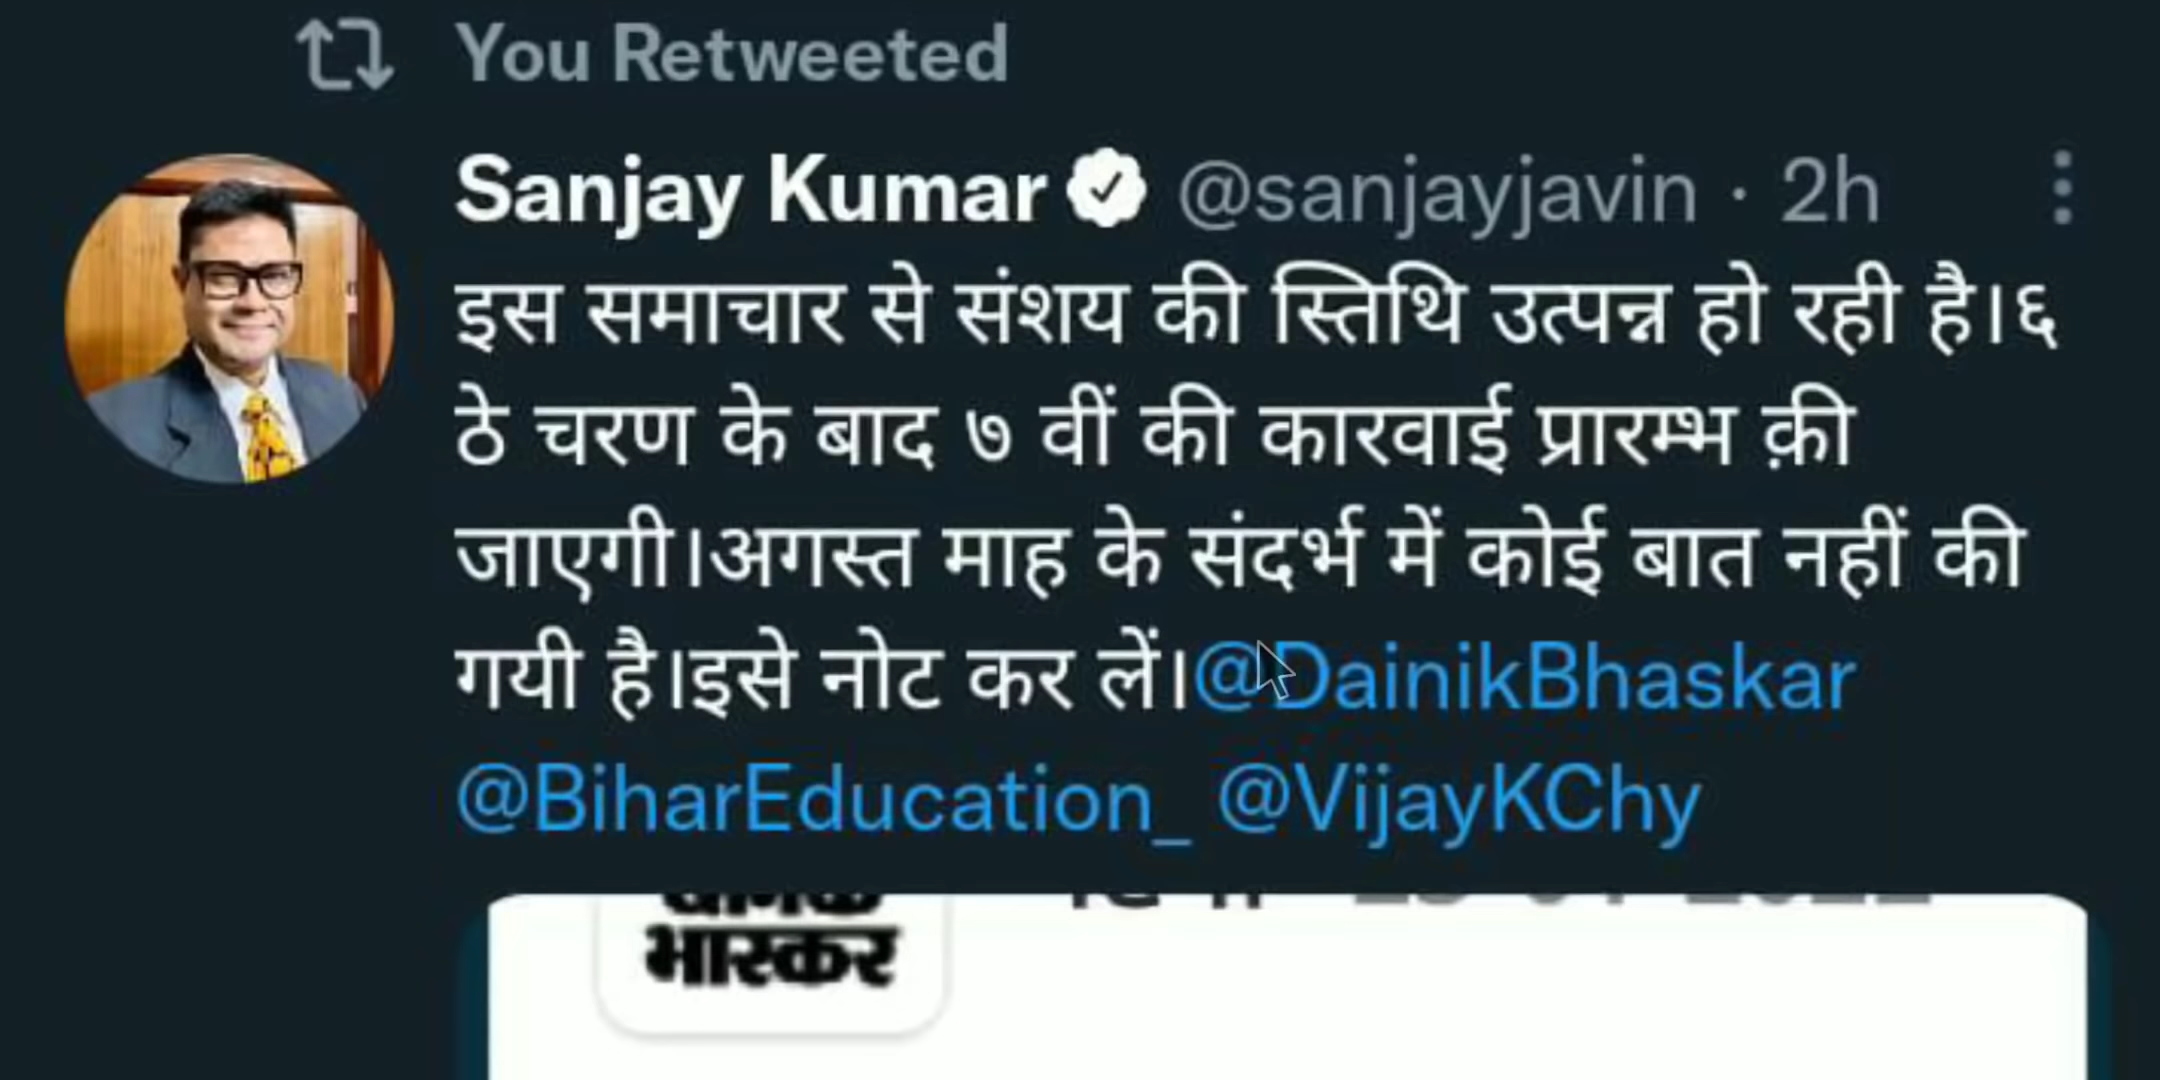 You Retweeted
Sanjay Kumar @sanjayjavin · 2h
इस समाचार से संशय की स्तिथि उत्पन्न हो रही है।६
ठे चरण के बाद ७ वीं की कारवाई प्रारम्भ क़ी
जाएगी।अगस्त माह के संदर्भ में कोई बात नहीं की
गयी है।इसे नोट कर लें।@DainikBhaskar
@BiharEducation_ @VijayKChy
भास्कर